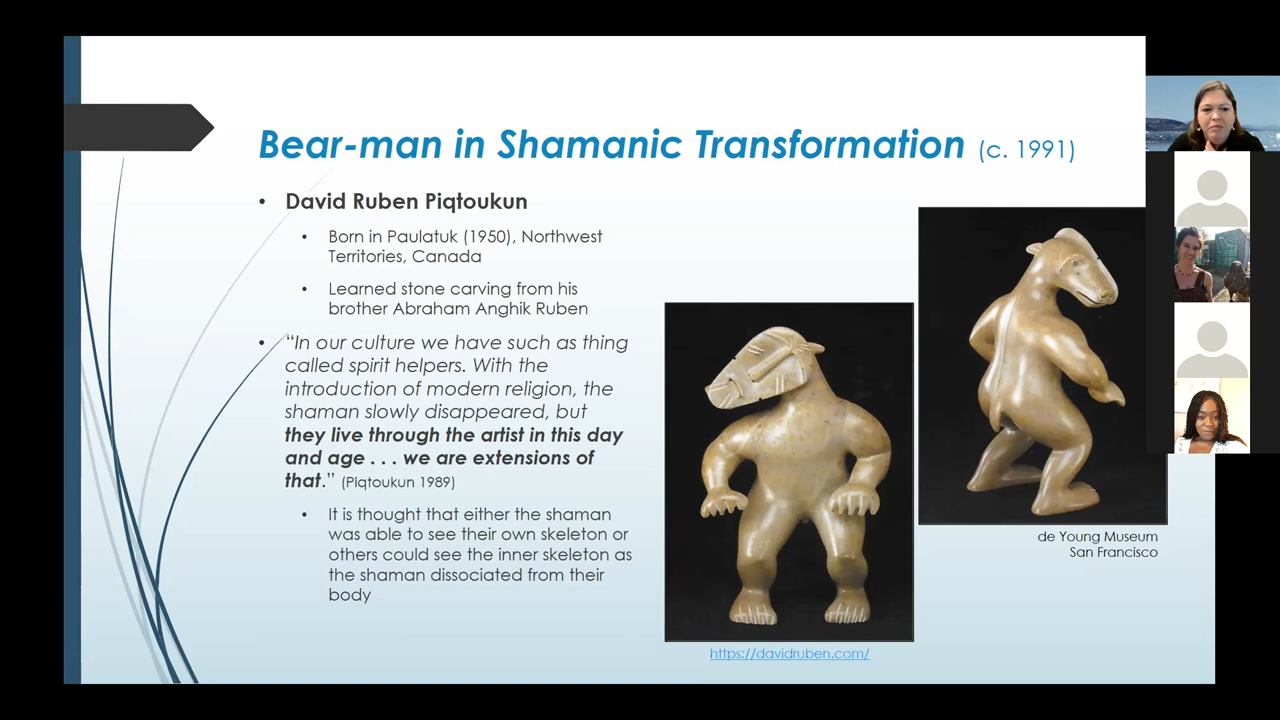 Bear-man in Shamanic Transformation (c. 1991)
• David Ruben Piqtoukun
• Born in Paulatuk (1950), Northwest
Territories, Canada
• Learned stone carving from his
brother Abraham Anghik Ruben
• “In our culture we have such as thing
called spirit helpers. With the
introduction of modern religion, the
shaman slowly disappeared, but
they live through the artist in this day
and age . . . we are extensions of
that.” (Piqtoukun 1989)
• It is thought that either the shaman
was able to see their own skeleton or
others could see the inner skeleton as
the shaman dissociated from their
body
de Young Museum
San Francisco
https://davidruben.com/